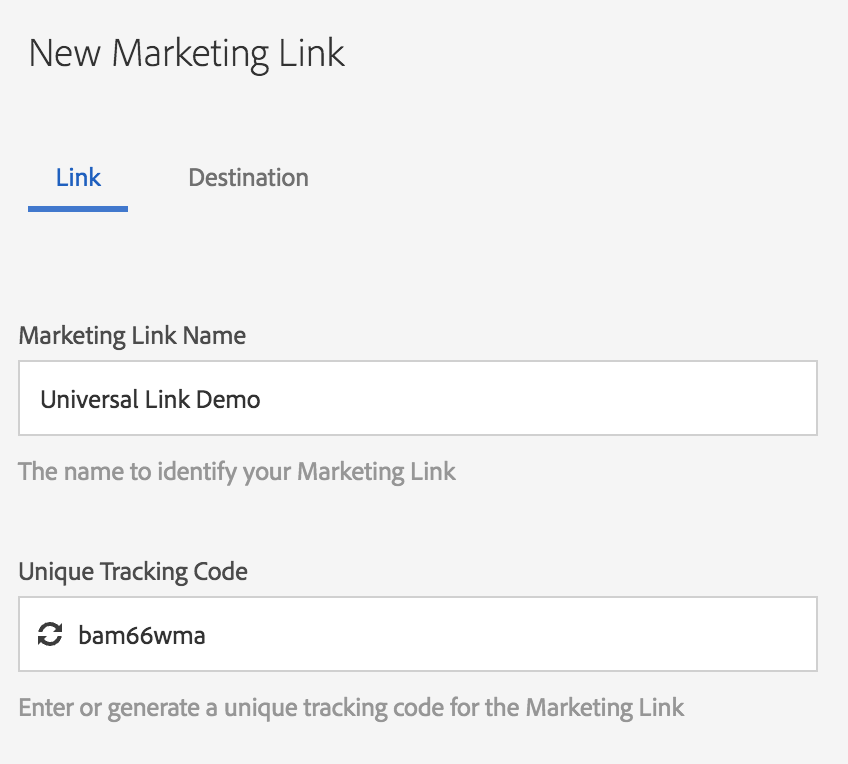 New Marketing Link
Link Destination
Marketing Link Name
Universal Link Demo
The name to identify your Marketing Link
Unique Tracking Code
bam66wma
Enter or generate a unique tracking code for the Marketing Link